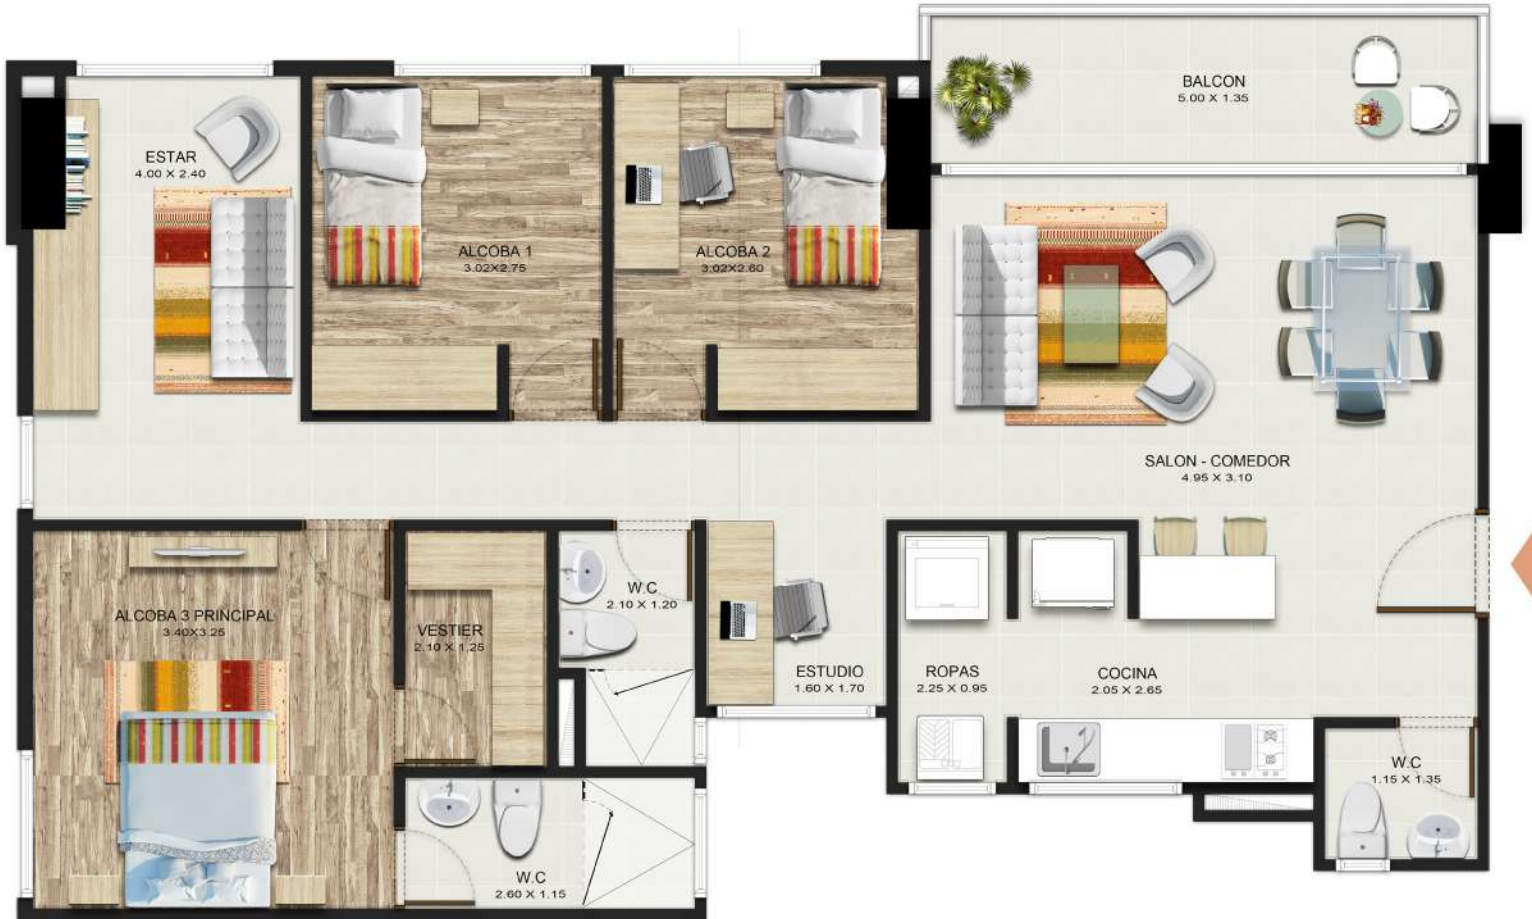 BALCON
5.00 X 1.35
ESTAR
4.00 X 2.40
ALCOBA 1
3.02X2.75
ALCOBA 2
3.02X2.60
SALON - COMEDOR
4.95 X 3.10
ALCOBA 3 PRINCIPAL
3.40X3.25
VESTIER
2.10 X 1.25
W.C
2.10 X 1.20
ESTUDIO
1.60 X 1.70
ROPAS
2.25 X 0.95
COCINA
2.05 X 2.65
W.C
1.15 X 1.35
W.C
2.60 X 1.15